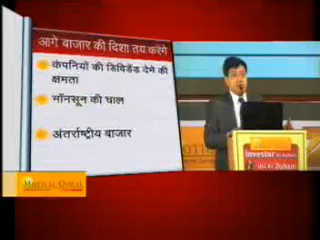 आगे बाजार की दिशा तय करेंगे
कंपनियों की डिविडेंड देने की
क्षमता
मॉनसून की चाल
अंतर्राष्ट्रीय बाजार
MOTILAL OSWAL
Investor